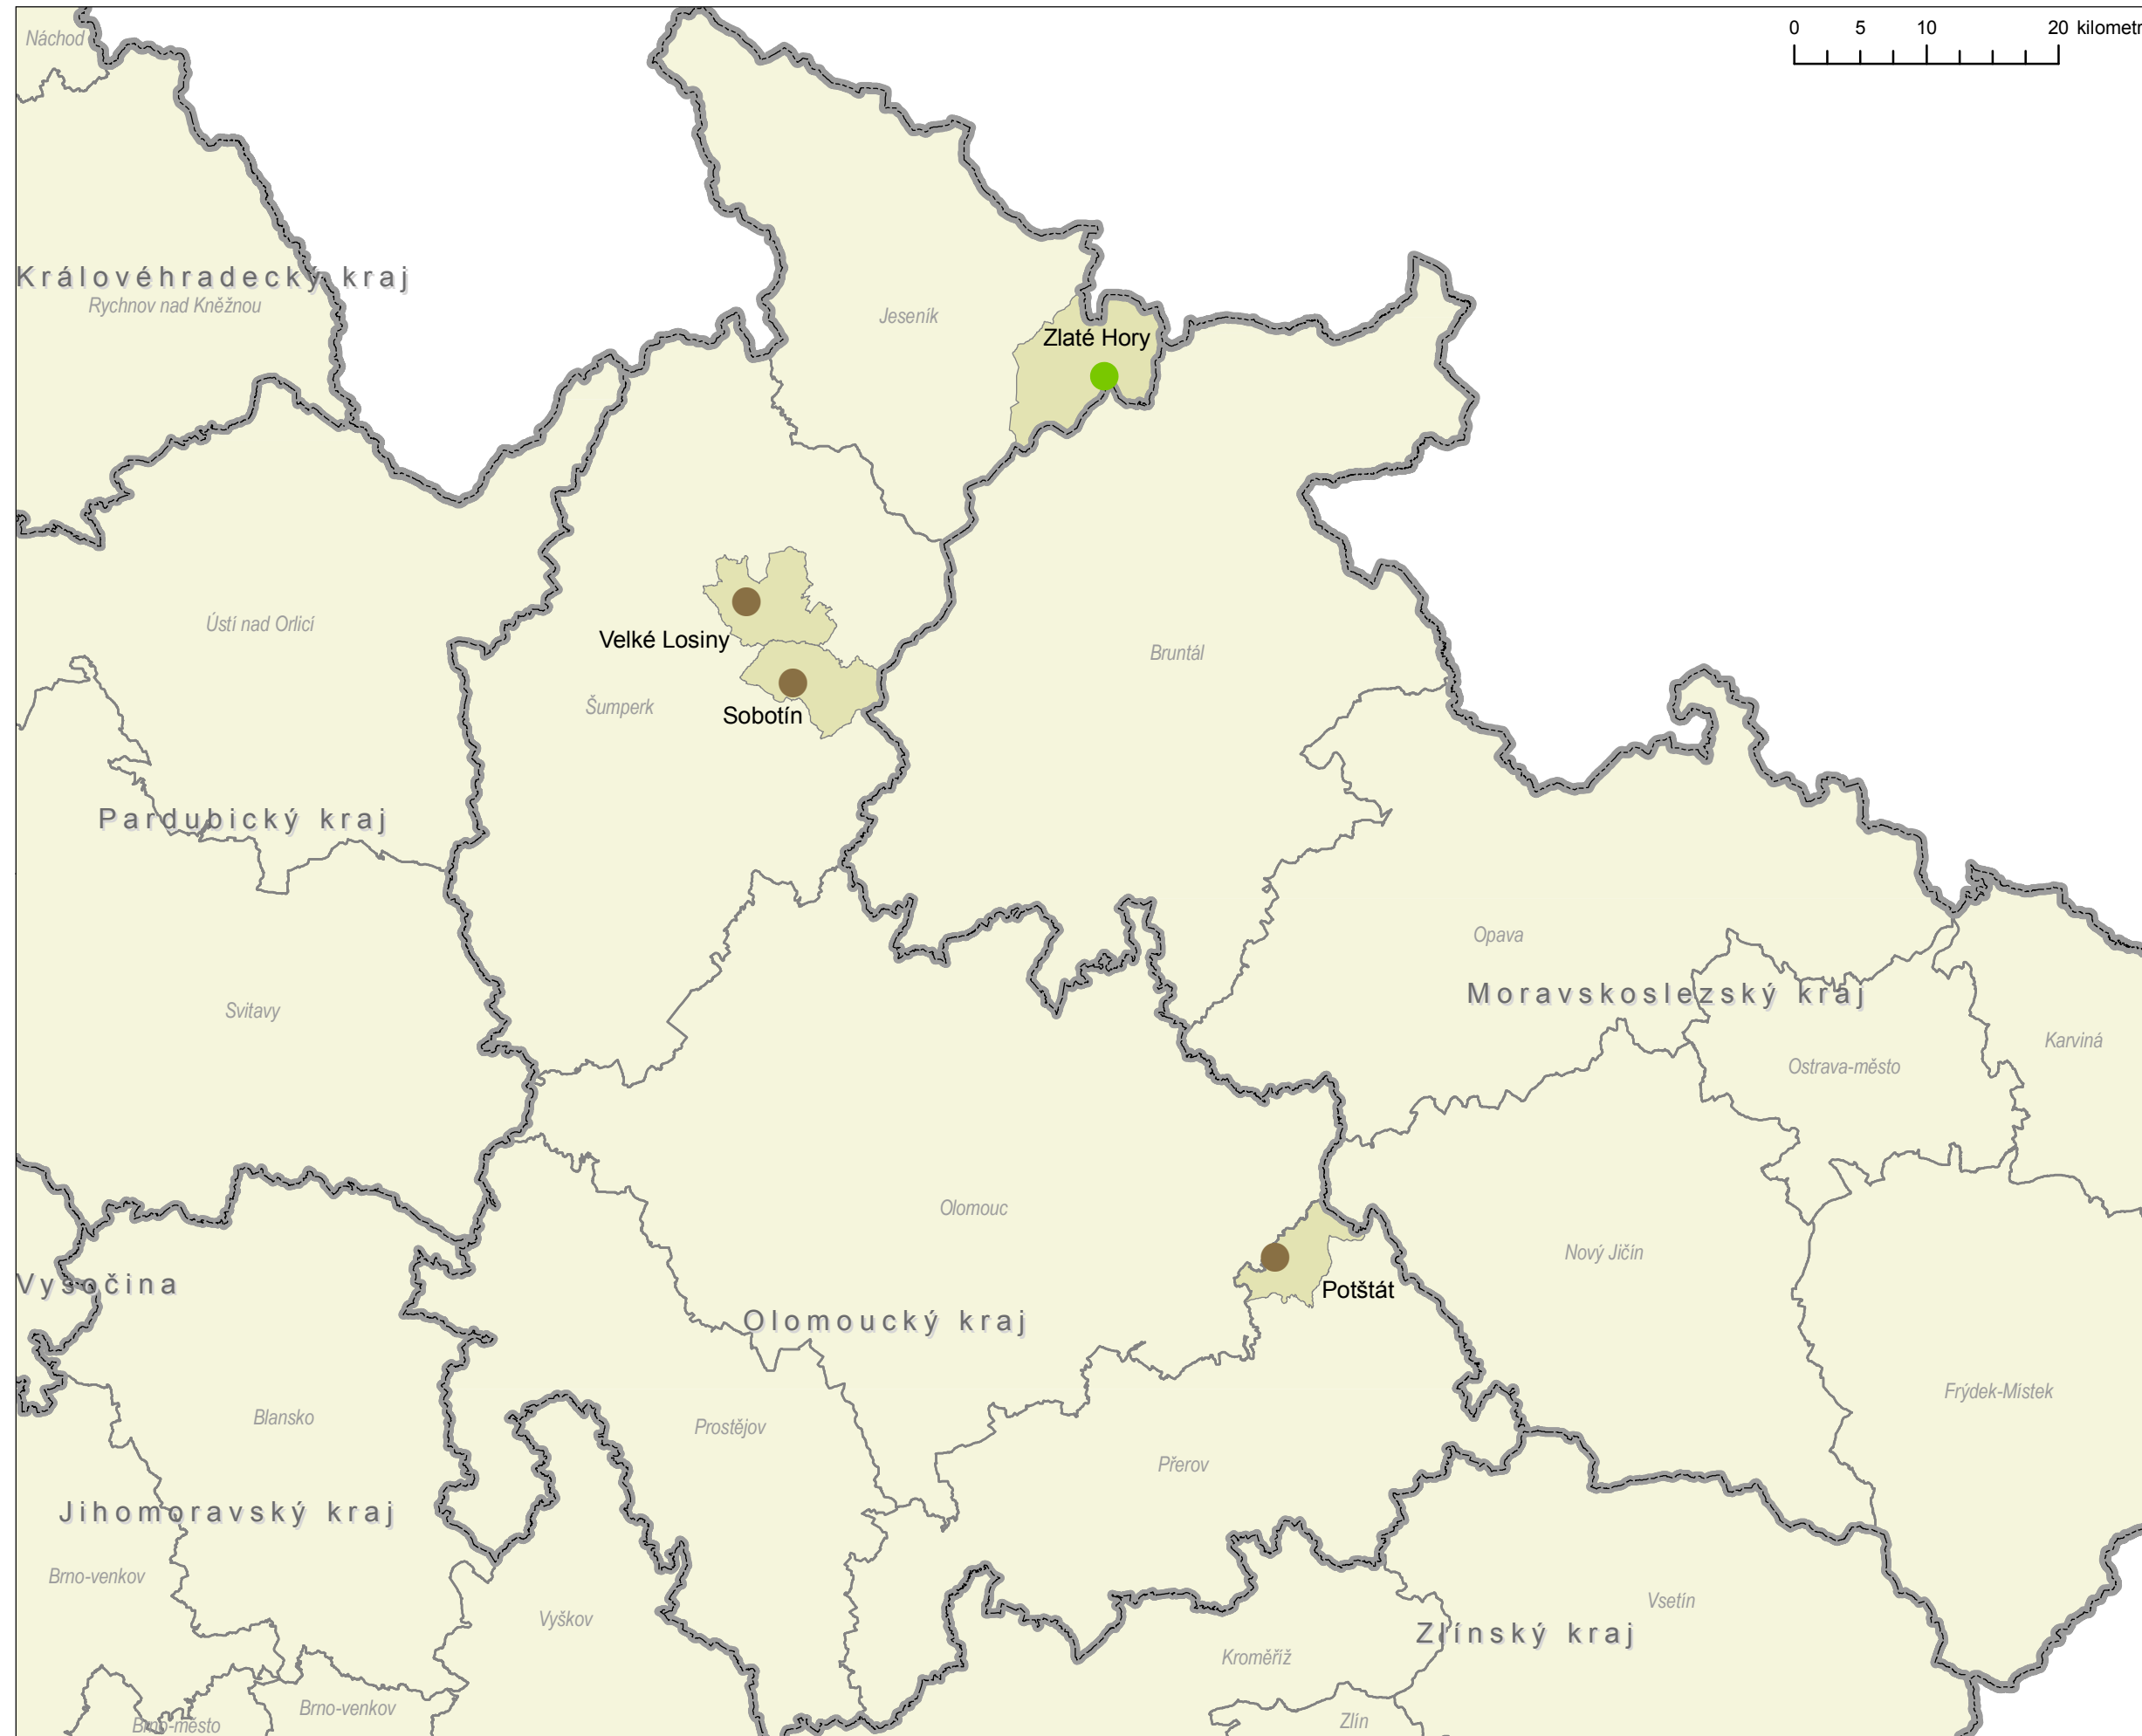 0 5 10 20 kilometr
Náchod
Královéhradecký kraj
Rychnov nad Kněžnou
Jeseník
Zlaté Hory
Ústí nad Orlicí
Velké Losiny
Bruntál
Šumperk
Sobotín
Pardubický kraj
Opava
Moravskoslezský kraj
Svitavy
Karviná
Ostrava-město
Olomouc
Nový Jičín
Vysočina
Potštát
Olomoucký kraj
Frýdek-Místek
Blansko
Prostějov
Přerov
Jihomoravský kraj
Brno-venkov
Vsetín
Vyškov
Zlínský kraj
Kroměříž
Brno-venkov
Zlín
Brno-město